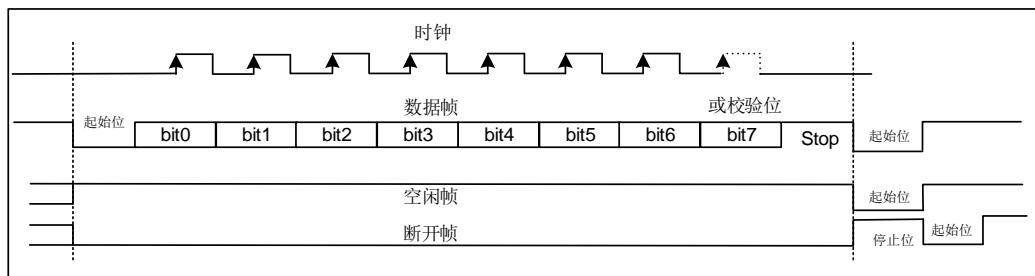 时钟
数据帧
或校验位
起始位 bit0 bit1 bit2 bit3 bit4 bit5 bit6 bit7 Stop 起始位
空闲帧 起始位
断开帧 停止位 起始位